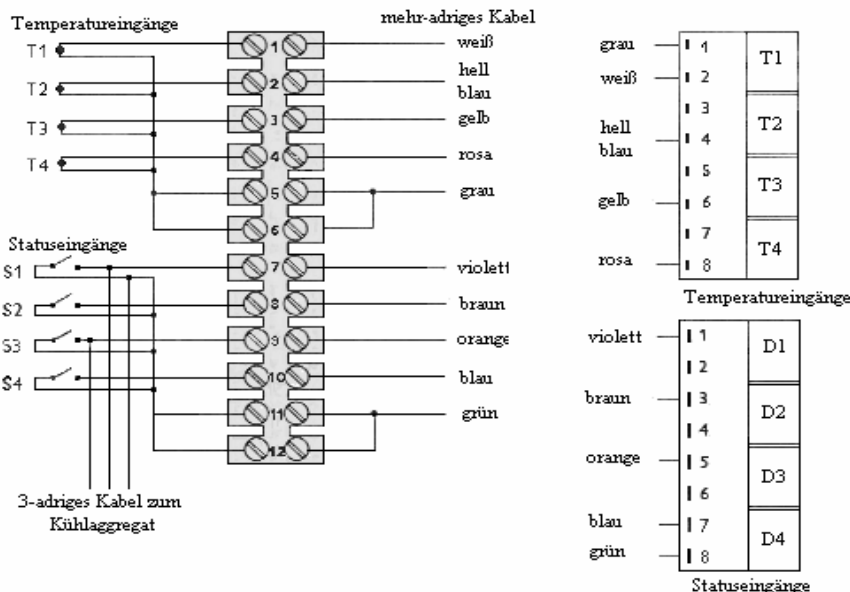 Temperatureingänge
T1
T2
T3
T4
Statuseingänge
S1
S2
S3
S4
3-adriges Kabel zum
Kühlaggregat
1
2
3
4
5
6
7
8
9
10
11
12
mehr-adriges Kabel
weiß
hell
blau
gelb
rosa
grau
violett
braun
orange
blau
grün
grau
weiß
hell
blau
gelb
rosa
1
2
3
4
5
6
7
8
T1
T2
T3
T4
Temperatureingänge
violett
braun
orange
blau
grün
1
2
3
4
5
6
7
8
D1
D2
D3
D4
Statuseingänge